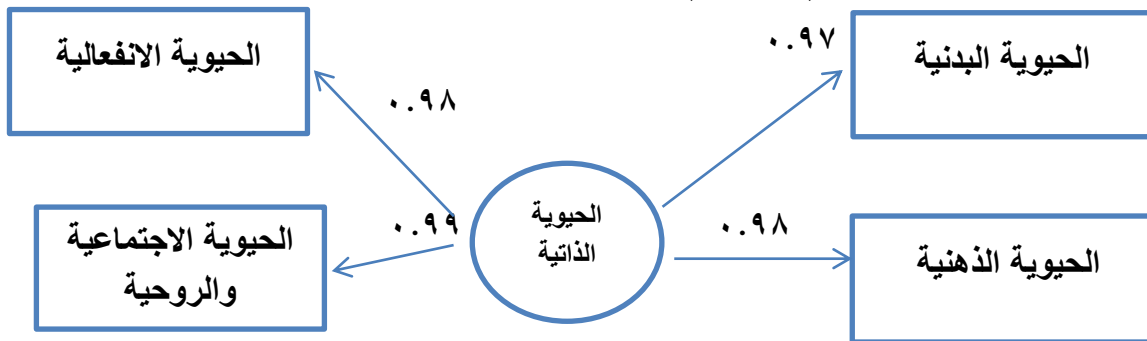 الحيوية البدنية
٠.٩٧
الحيوية الانفعالية
٠.٩٨
الحيوية
الذاتية
٠.٩٨
الحيوية الذهنية
٠.٩٩
الحيوية الاجتماعية
والروحية